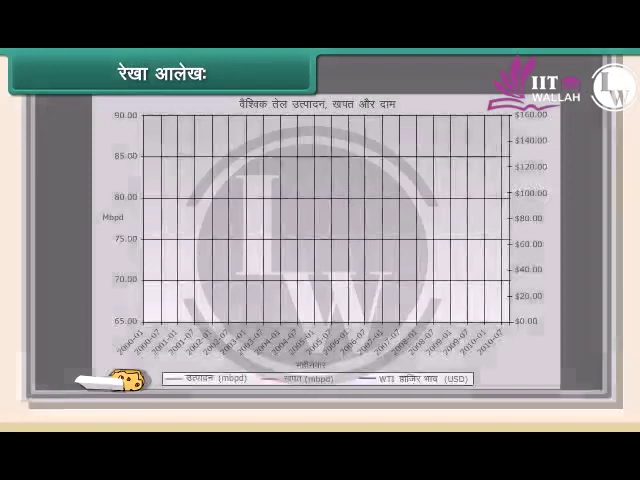 रेखा आलेखः
IIT का
WALLAH
LW
वैश्विक तेल उत्पादन, खपत और दाम
90.00 $160.00
$140.00
85.00
$120.00
80.00 $100.00
Mbpd $80.00
75.00
$60.00
70.00 $40.00
$20.00
65.00 $0.00
LW
2000-01 2000-07 2001-01 2001-07 2002-01 2002-07 2003-01 2003-07 2004-01 2004-07 2005-01 2005-07 2006-01 2006-07 2007-01 2007-07 2008-01 2008-07 2009-01 2009-07 2010-01 2010-07
उत्पादन (mbpd) खपत (mbpd) WTI हाजिर भाव (USD)